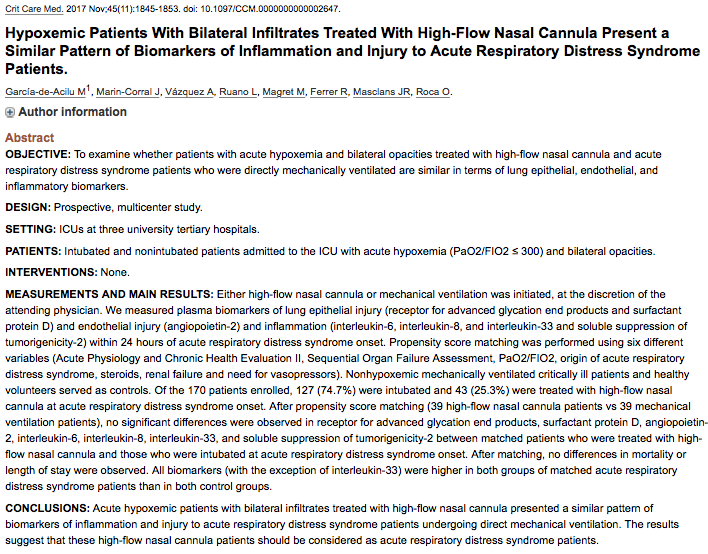 Crit Care Med. 2017 Nov;45(11):1845-1853. doi: 10.1097/CCM.0000000000002647.
Hypoxemic Patients With Bilateral Infiltrates Treated With High-Flow Nasal Cannula Present a
Similar Pattern of Biomarkers of Inflammation and Injury to Acute Respiratory Distress Syndrome
Patients.
García-de-Acilu M1, Marin-Corral J, Vázquez A, Ruano L, Magret M, Ferrer R, Masclans JR, Roca O.
Author information
Abstract
OBJECTIVE: To examine whether patients with acute hypoxemia and bilateral opacities treated with high-flow nasal cannula and acute
respiratory distress syndrome patients who were directly mechanically ventilated are similar in terms of lung epithelial, endothelial, and
inflammatory biomarkers.
DESIGN: Prospective, multicenter study.
SETTING: ICUs at three university tertiary hospitals.
PATIENTS: Intubated and nonintubated patients admitted to the ICU with acute hypoxemia (PaO2/FIO2 ≤ 300) and bilateral opacities.
INTERVENTIONS: None.
MEASUREMENTS AND MAIN RESULTS: Either high-flow nasal cannula or mechanical ventilation was initiated, at the discretion of the
attending physician. We measured plasma biomarkers of lung epithelial injury (receptor for advanced glycation end products and surfactant
protein D) and endothelial injury (angiopoietin-2) and inflammation (interleukin-6, interleukin-8, and interleukin-33 and soluble suppression of
tumorigenicity-2) within 24 hours of acute respiratory distress syndrome onset. Propensity score matching was performed using six different
variables (Acute Physiology and Chronic Health Evaluation II, Sequential Organ Failure Assessment, PaO2/FIO2, origin of acute respiratory
distress syndrome, steroids, renal failure and need for vasopressors). Nonhypoxemic mechanically ventilated critically ill patients and healthy
volunteers served as controls. Of the 170 patients enrolled, 127 (74.7%) were intubated and 43 (25.3%) were treated with high-flow nasal
cannula at acute respiratory distress syndrome onset. After propensity score matching (39 high-flow nasal cannula patients vs 39 mechanical
ventilation patients), no significant differences were observed in receptor for advanced glycation end products, surfactant protein D, angiopoietin-
2, interleukin-6, interleukin-8, interleukin-33, and soluble suppression of tumorigenicity-2 between matched patients who were treated with high-
flow nasal cannula and those who were intubated at acute respiratory distress syndrome onset. After matching, no differences in mortality or
length of stay were observed. All biomarkers (with the exception of interleukin-33) were higher in both groups of matched acute respiratory
distress syndrome patients than in both control groups.
CONCLUSIONS: Acute hypoxemic patients with bilateral infiltrates treated with high-flow nasal cannula presented a similar pattern of
biomarkers of inflammation and injury to acute respiratory distress syndrome patients undergoing direct mechanical ventilation. The results
suggest that these high-flow nasal cannula patients should be considered as acute respiratory distress syndrome patients.